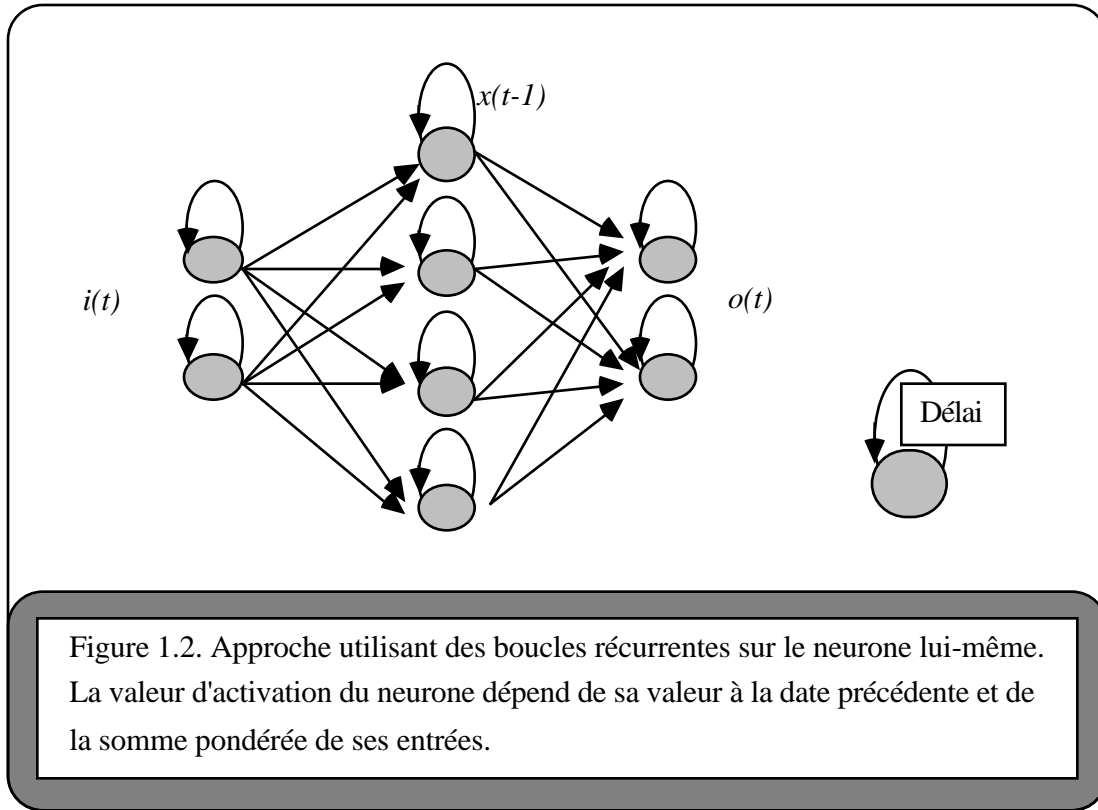 x(t-1)
i(t)
o(t)
Délai
Figure 1.2. Approche utilisant des boucles récurrentes sur le neurone lui-même.
La valeur d'activation du neurone dépend de sa valeur à la date précédente et de
la somme pondérée de ses entrées.